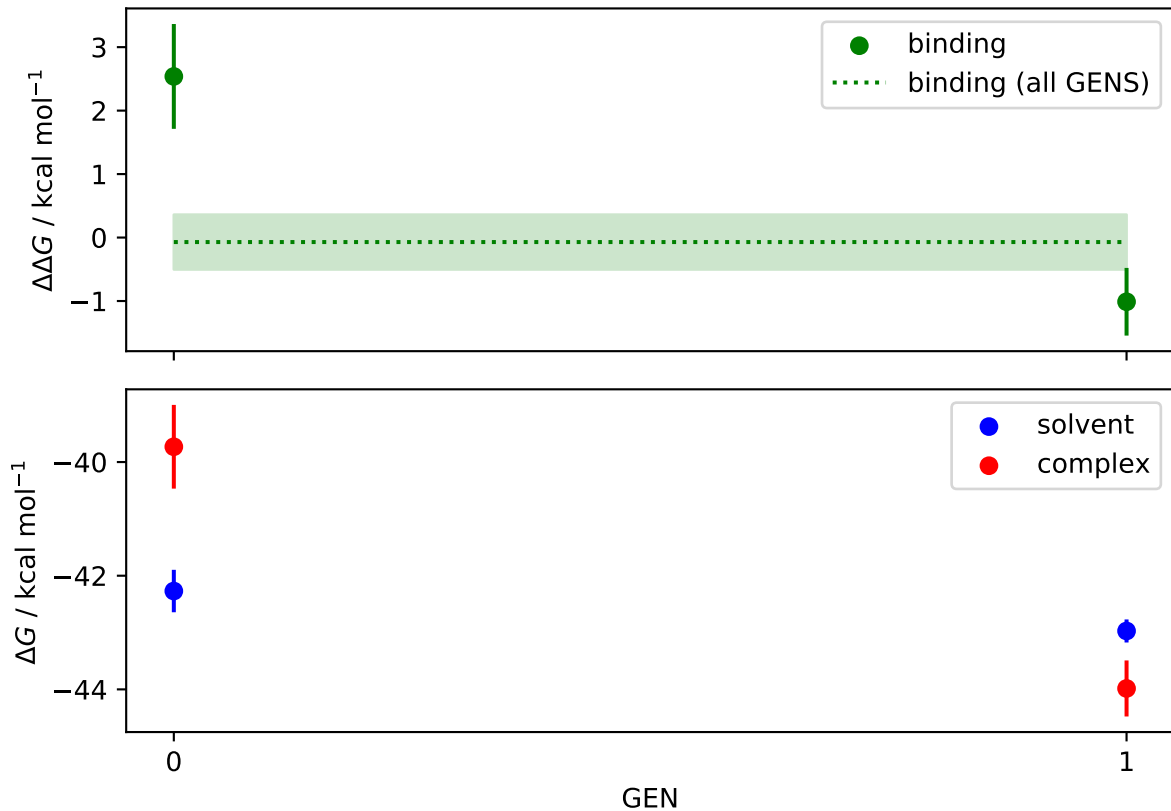 3
2
1
0
−1
ΔΔG / kcal mol⁻¹
binding
binding (all GENS)
−40
−42
−44
ΔG / kcal mol⁻¹
solvent
complex
0
1
GEN